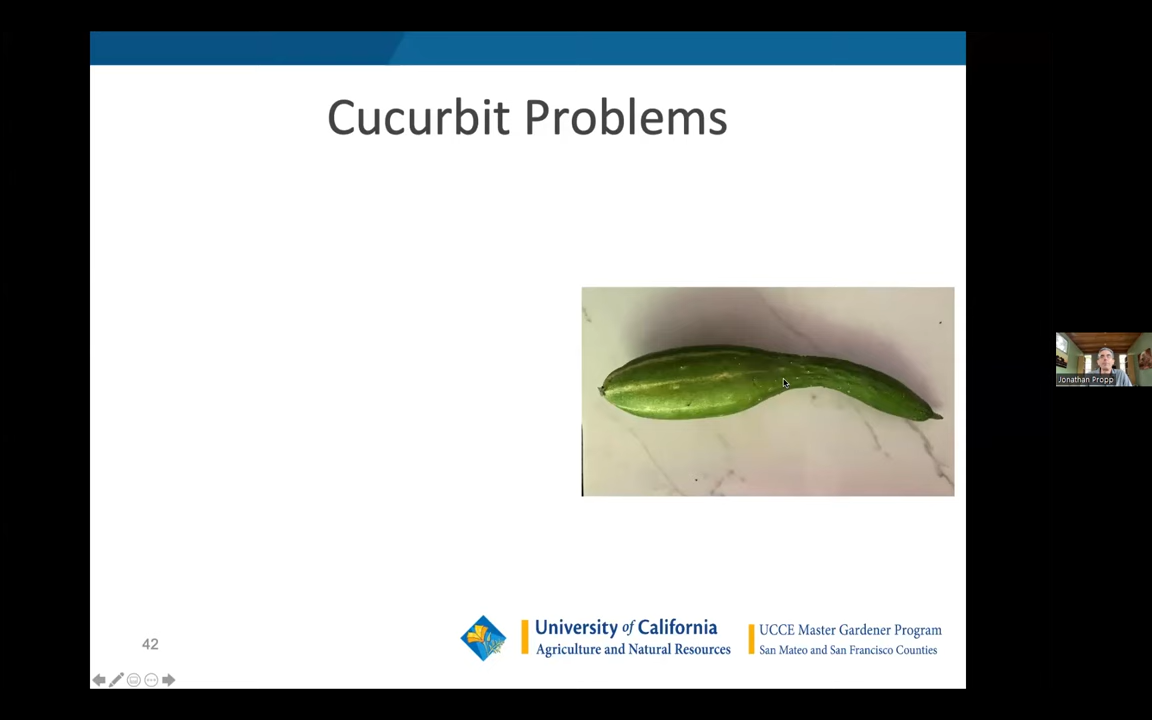 Cucurbit Problems
Jonathan Propp
42
University of California
Agriculture and Natural Resources
UCCE Master Gardener Program
San Mateo and San Francisco Counties